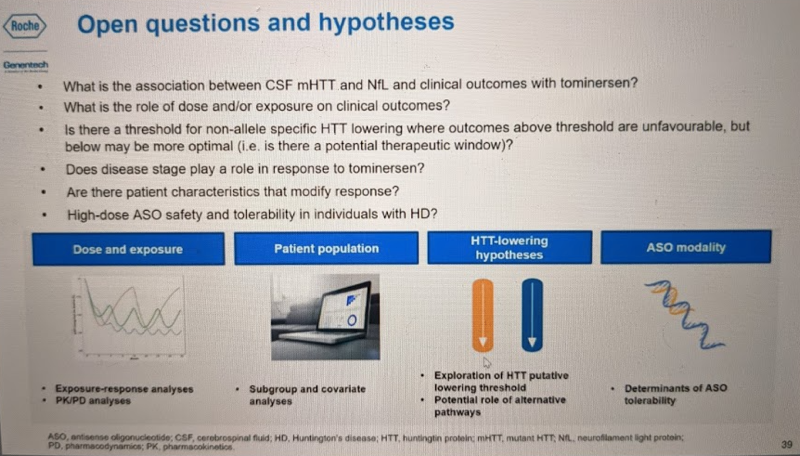 Roche
Open questions and hypotheses
Genentech
• What is the association between CSF mHTT and NfL and clinical outcomes with tominersen?
• What is the role of dose and/or exposure on clinical outcomes?
• Is there a threshold for non-allele specific HTT lowering where outcomes above threshold are unfavourable, but
below may be more optimal (i.e. is there a potential therapeutic window)?
• Does disease stage play a role in response to tominersen?
• Are there patient characteristics that modify response?
• High-dose ASO safety and tolerability in individuals with HD?
Dose and exposure
Patient population
HTT-lowering
hypotheses
ASO modality
• Exposure-response analyses
• PK/PD analyses
• Subgroup and covariate
analyses
• Exploration of HTT putative
lowering threshold
• Potential role of alternative
pathways
• Determinants of ASO
tolerability
ASO, antisense oligonucleotide; CSF, cerebrospinal fluid; HD, Huntington's disease; HTT, huntingtin protein; mHTT, mutant HTT; NfL, neurofilament light protein;
PD, pharmacodynamics; PK, pharmacokinetics.
39